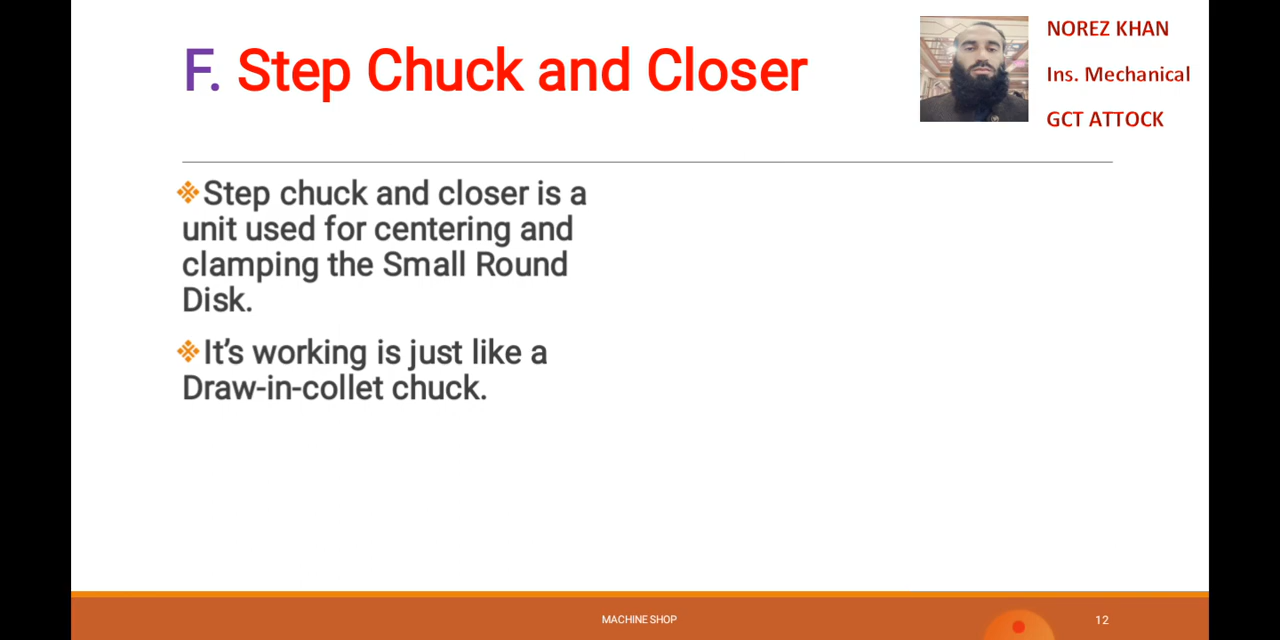 F. Step Chuck and Closer
NOREZ KHAN
Ins. Mechanical
GCT ATTOCK
Step chuck and closer is a
unit used for centering and
clamping the Small Round
Disk.
It’s working is just like a
Draw-in-collet chuck.
MACHINE SHOP
12